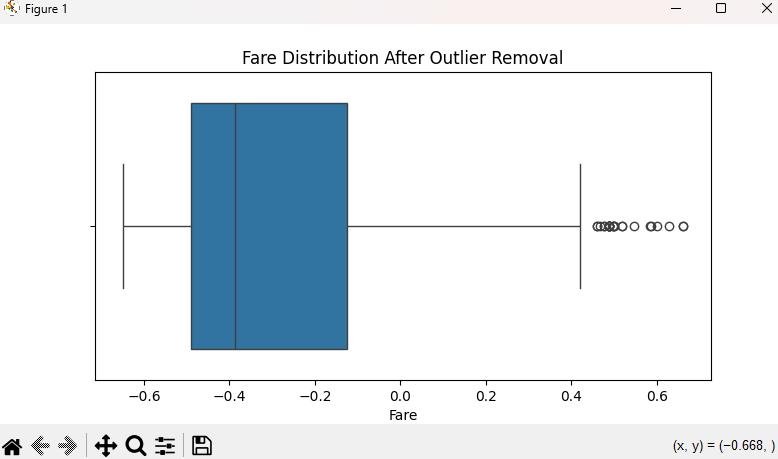 Figure 1
Fare Distribution After Outlier Removal
−0.6 −0.4 −0.2 0.0 0.2 0.4 0.6
Fare
(x, y) = (−0.668, )